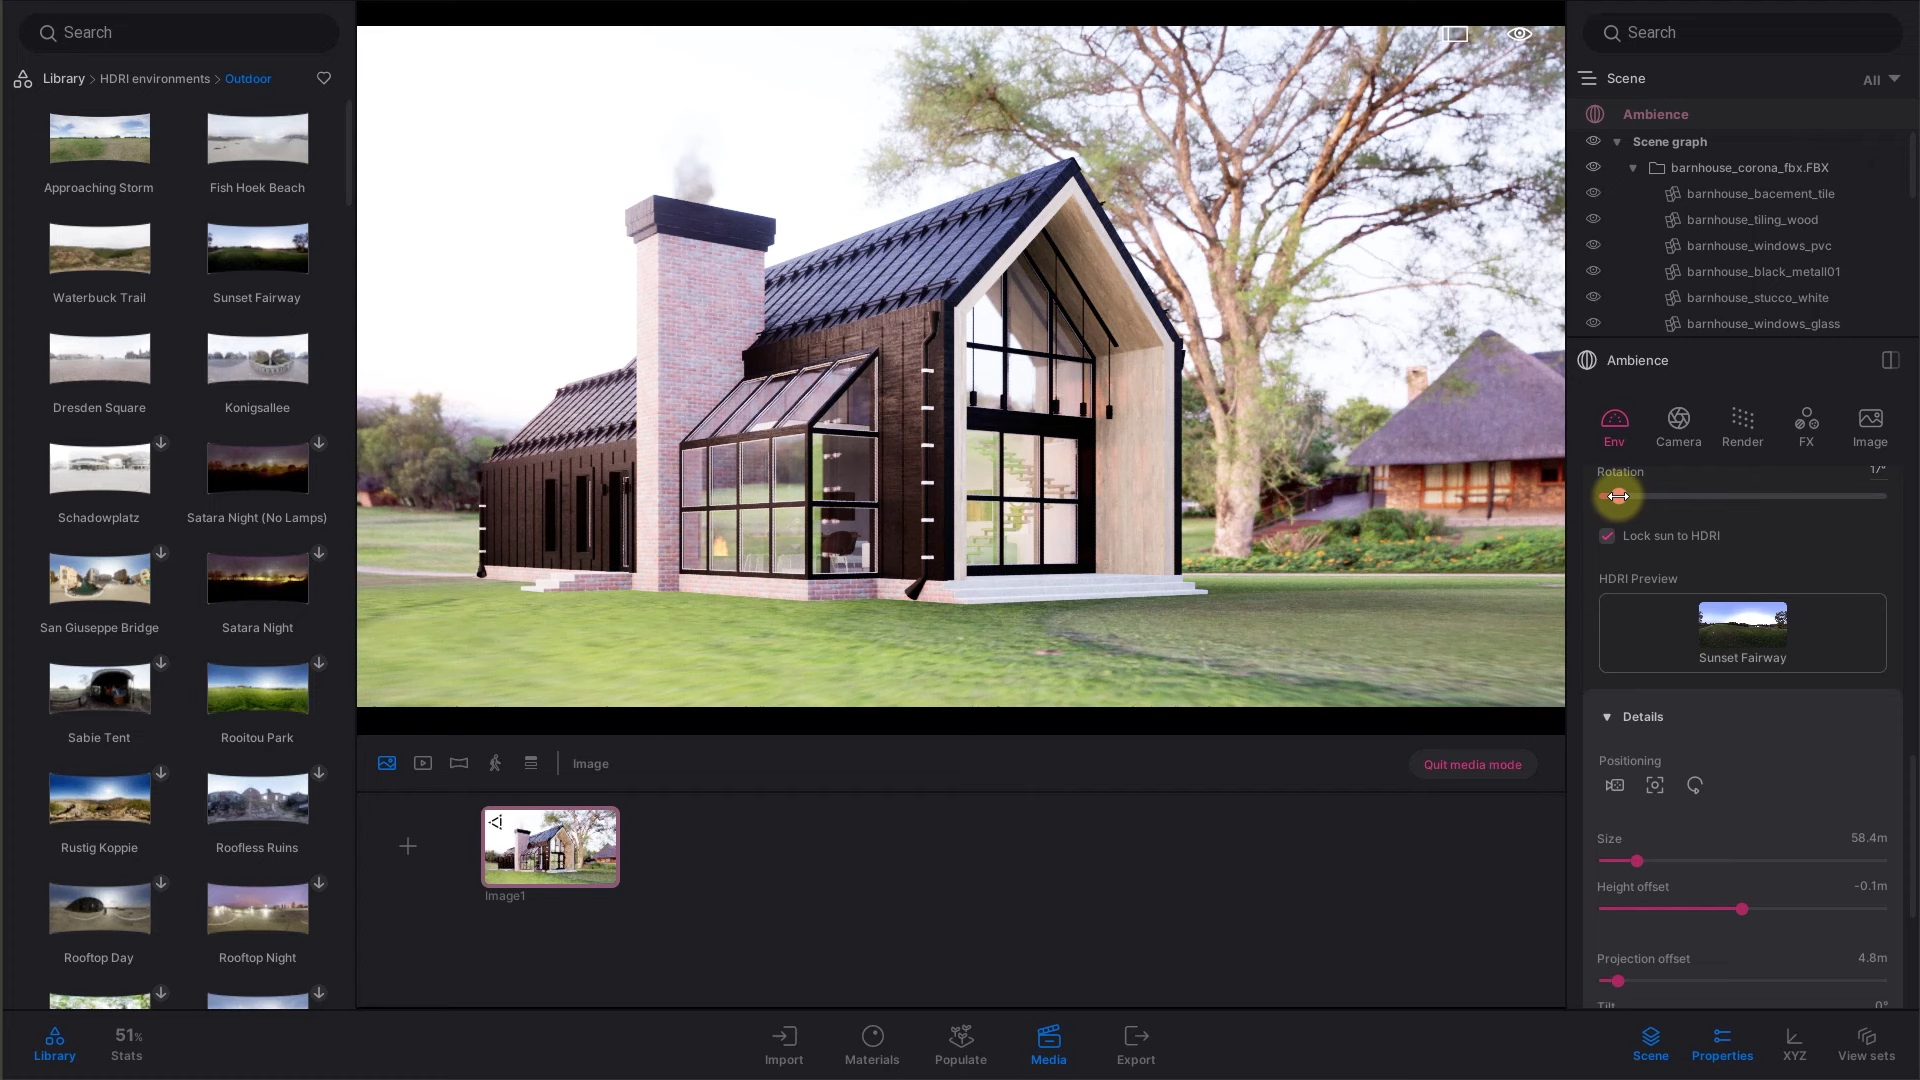 Search
Library > HDRI environments > Outdoor
Approaching Storm
Fish Hoek Beach
Waterbuck Trail
Sunset Fairway
Dresden Square
Konigsallee
Schadowplatz
Satara Night (No Lamps)
San Giuseppe Bridge
Satara Night
Sabie Tent
Rooitou Park
Rustig Koppie
Roofless Ruins
Rooftop Day
Rooftop Night
Image
Quit media mode
Image1
Search
Scene
All
Ambience
Scene graph
barnhouse_corona_fbx.FBX
barnhouse_bacement_tile
barnhouse_tiling_wood
barnhouse_windows_pvc
barnhouse_black_metall01
barnhouse_stucco_white
barnhouse_windows_glass
Ambience
Env
Camera
Render
FX
Image
Rotation 17°
Lock sun to HDRI
HDRI Preview
Sunset Fairway
Details
Positioning
Size 58.4m
Height offset -0.1m
Projection offset 4.8m
Tilt 0°
Library
51%
Stats
Import
Materials
Populate
Media
Export
Scene
Properties
XYZ
View sets